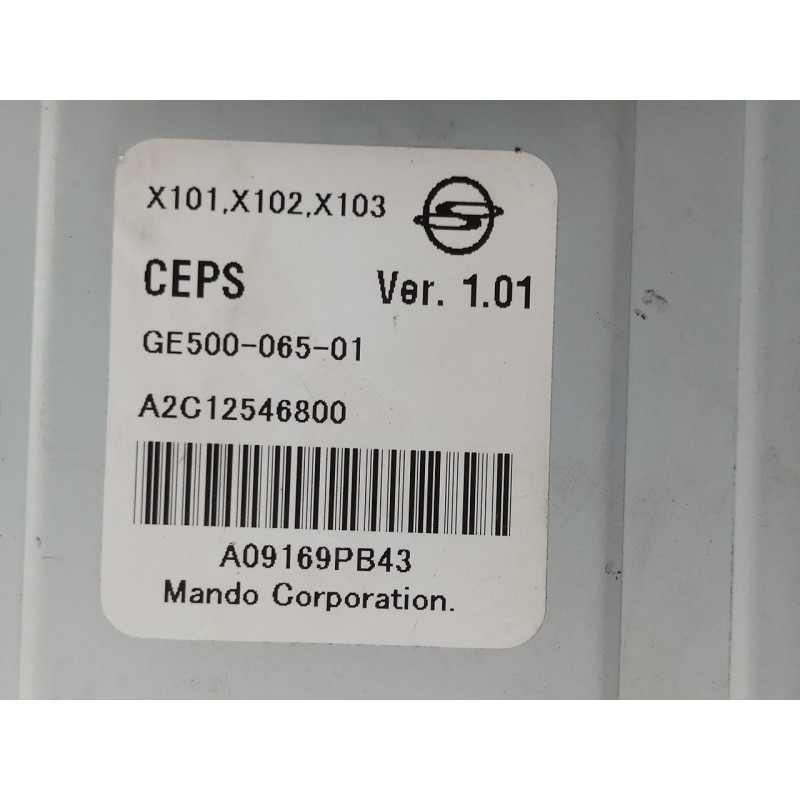 X101,X102,X103
CEPS Ver. 1.01
GE500-065-01
A2C12546800
A09169PB43
Mando Corporation.